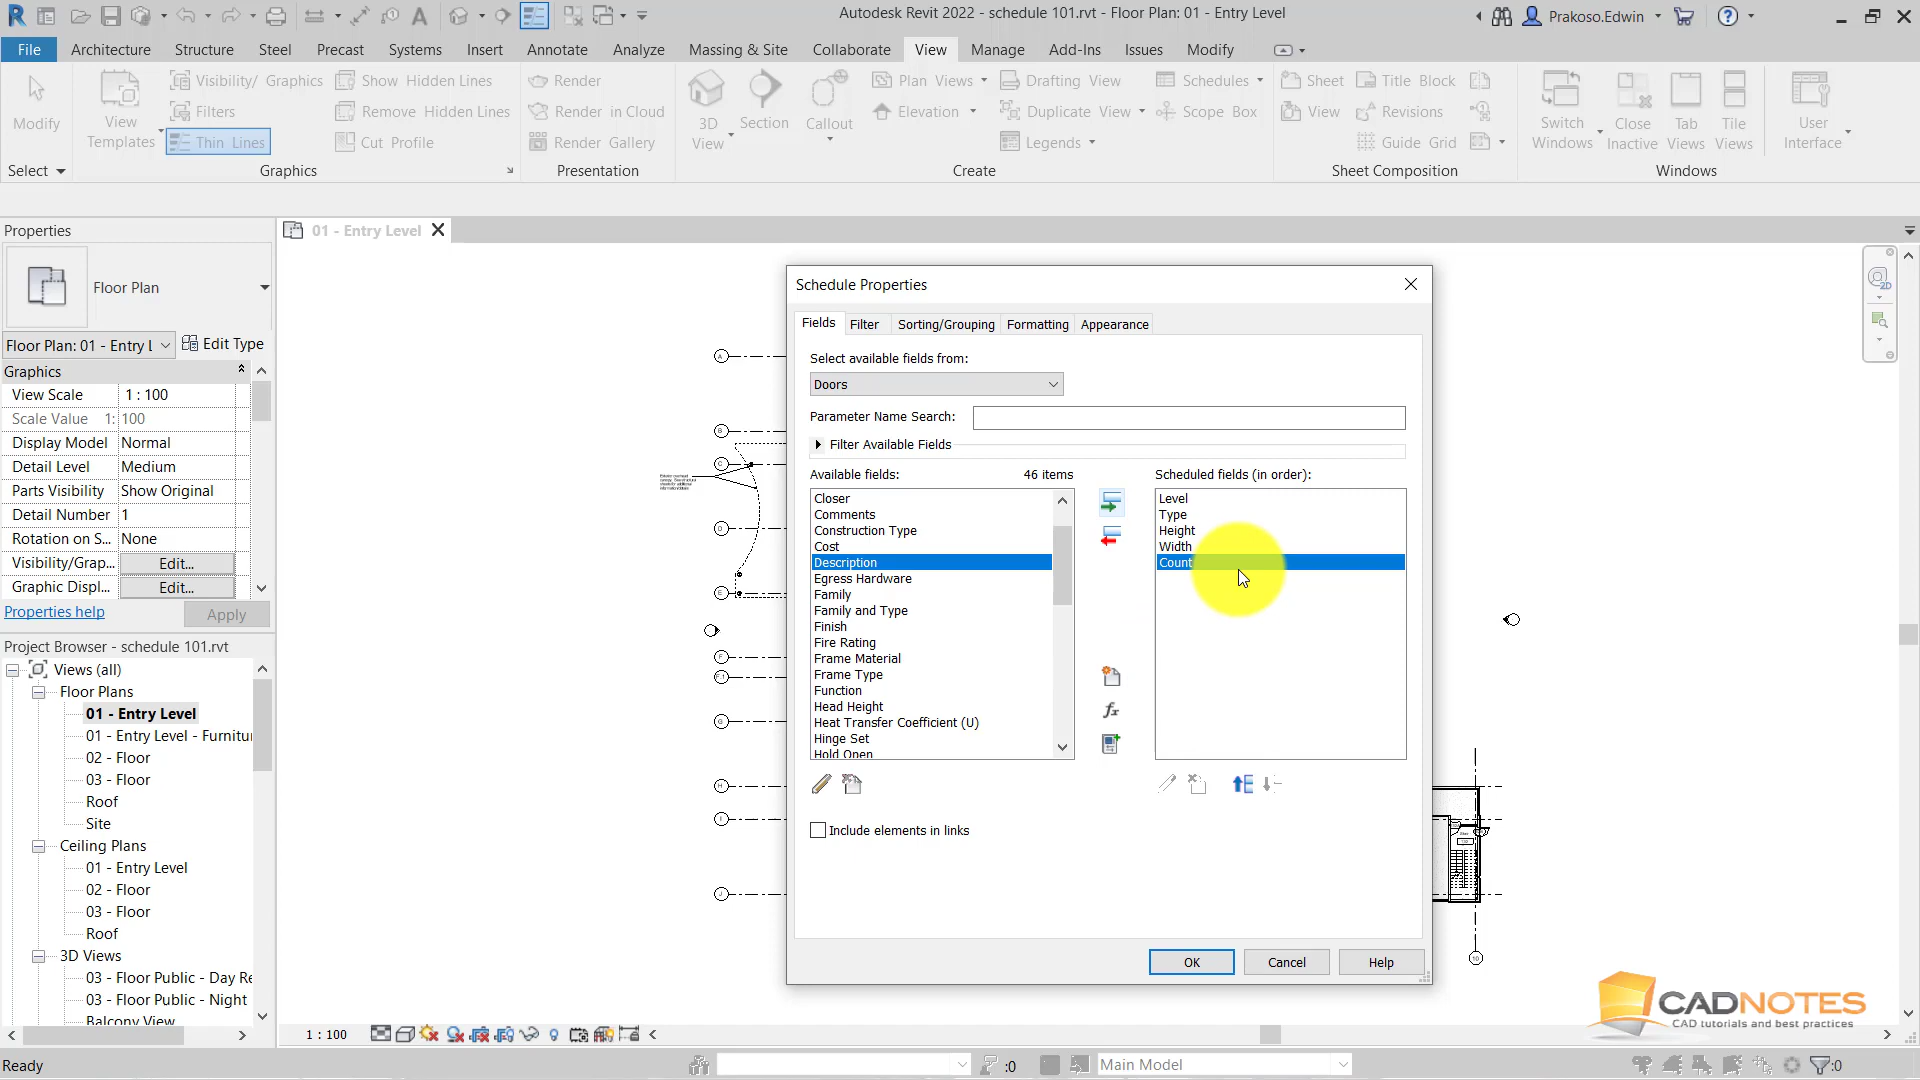 Autodesk Revit 2022 - schedule 101.rvt - Floor Plan: 01 - Entry Level
Prakoso.Edwin
File Architecture Structure Steel Precast Systems Insert Annotate Analyze Massing & Site Collaborate View Manage Add-Ins Issues Modify
Modify
View Templates
Visibility/ Graphics
Filters
Thin Lines
Show Hidden Lines
Remove Hidden Lines
Cut Profile
Render
Render in Cloud
Render Gallery
3D View
Section
Callout
Plan Views
Elevation
Drafting View
Duplicate View
Legends
Schedules
Scope Box
Sheet
View
Title Block
Revisions
Guide Grid
Switch Windows
Close Inactive
Tab Views
Tile Views
User Interface
Select
Graphics
Presentation
Create
Sheet Composition
Windows
Properties
01 - Entry Level
Floor Plan
Floor Plan: 01 - Entry L
Edit Type
Graphics
View Scale 1 : 100
Scale Value 1: 100
Display Model Normal
Detail Level Medium
Parts Visibility Show Original
Detail Number 1
Rotation on S... None
Visibility/Grap... Edit...
Graphic Displ... Edit...
Properties help
Apply
Project Browser - schedule 101.rvt
Views (all)
Floor Plans
01 - Entry Level
01 - Entry Level - Furnitur
02 - Floor
03 - Floor
Roof
Site
Ceiling Plans
01 - Entry Level
02 - Floor
03 - Floor
Roof
3D Views
03 - Floor Public - Day Re
03 - Floor Public - Night
Balcony View
A
B
C
D
E
F
F.1
G
H
I
J
10
Schedule Properties
Fields Filter Sorting/Grouping Formatting Appearance
Select available fields from:
Doors
Parameter Name Search:
Filter Available Fields
Available fields: 46 items
Closer
Comments
Construction Type
Cost
Description
Egress Hardware
Family
Family and Type
Finish
Fire Rating
Frame Material
Frame Type
Function
Head Height
Heat Transfer Coefficient (U)
Hinge Set
Hold Open
Scheduled fields (in order):
Level
Type
Height
Width
Count
Include elements in links
OK
Cancel
Help
CADNOTES
CAD tutorials and best practices
1 : 100
Ready
:0
Main Model
:0